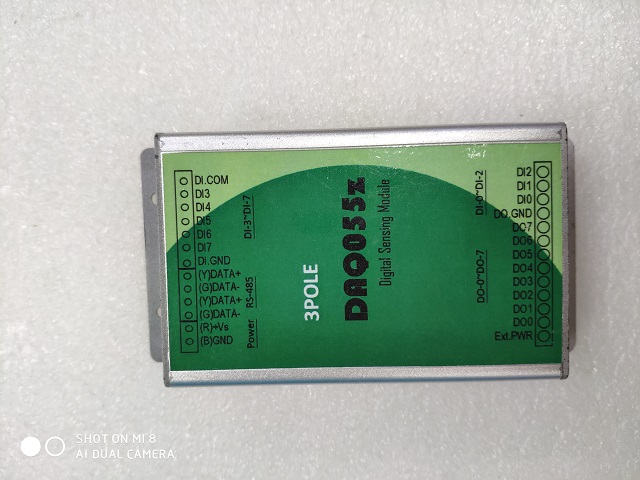 DI.COM
DI3
DI4
DI5
DI6
DI7
DI.GND
(Y)DATA+
(G)DATA-
(Y)DATA+
(G)DATA-
(R)+Vs
(B)GND
DI-3~DI-7
RS-485
Power
3POLE
DAQ055z
Digital Sensing Module
DI-0~DI-2
DO-0~DO-7
DI2
DI1
DI0
DO.GND
DO7
DO6
DO5
DO4
DO3
DO2
DO1
DO0
Ext.PWR
SHOT ON MI 8
AI DUAL CAMERA